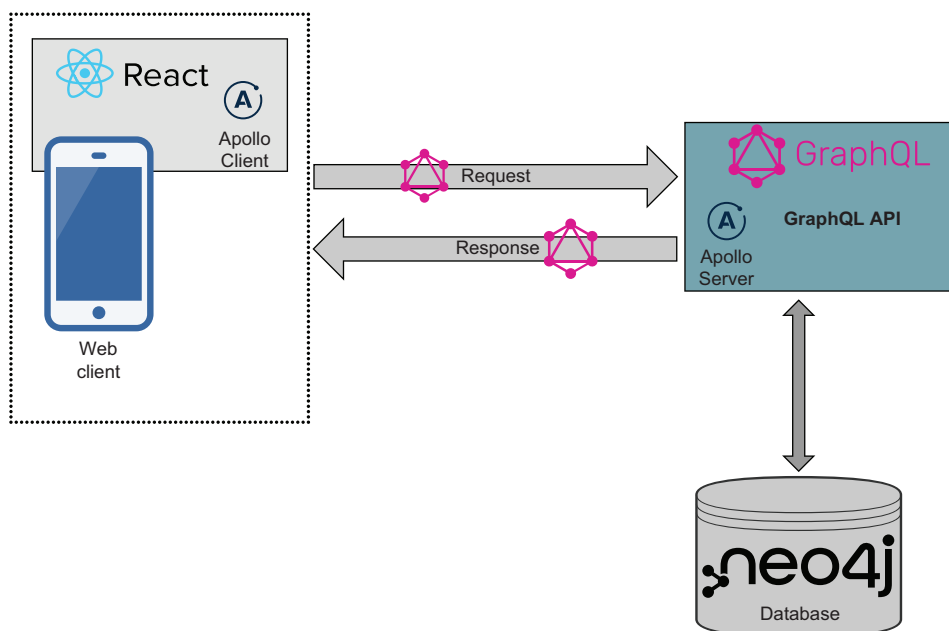 React
A
Apollo
Client
Web
client
Request
Response
GraphQL
GraphQL API
A
Apollo
Server
neo4j
Database